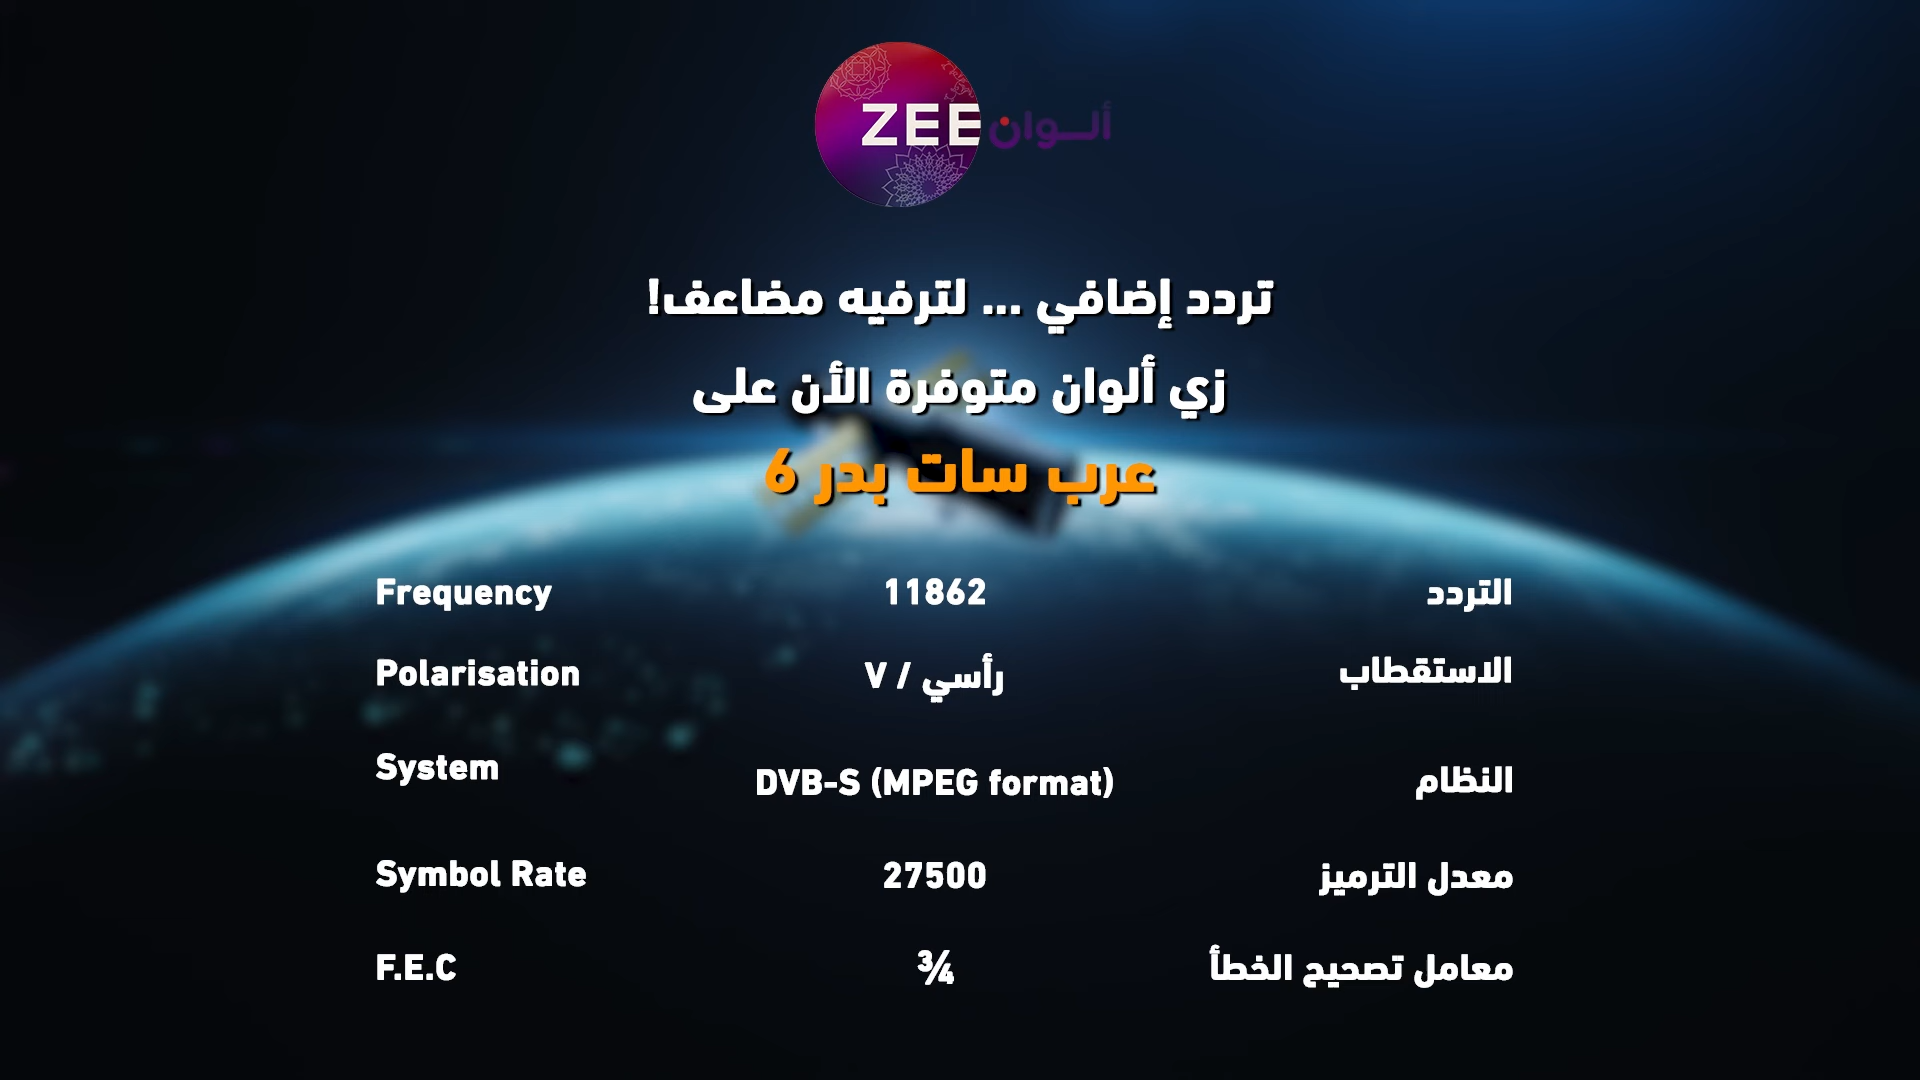 ZEE ألوان
تردد إضافي ... لترفيه مضاعف!
زي ألوان متوفرة الأن على
عرب سات بدر 6
Frequency 11862 التردد
Polarisation رأسي / V الاستقطاب
System DVB-S (MPEG format) النظام
Symbol Rate 27500 معدل الترميز
F.E.C ¾ معامل تصحيح الخطأ